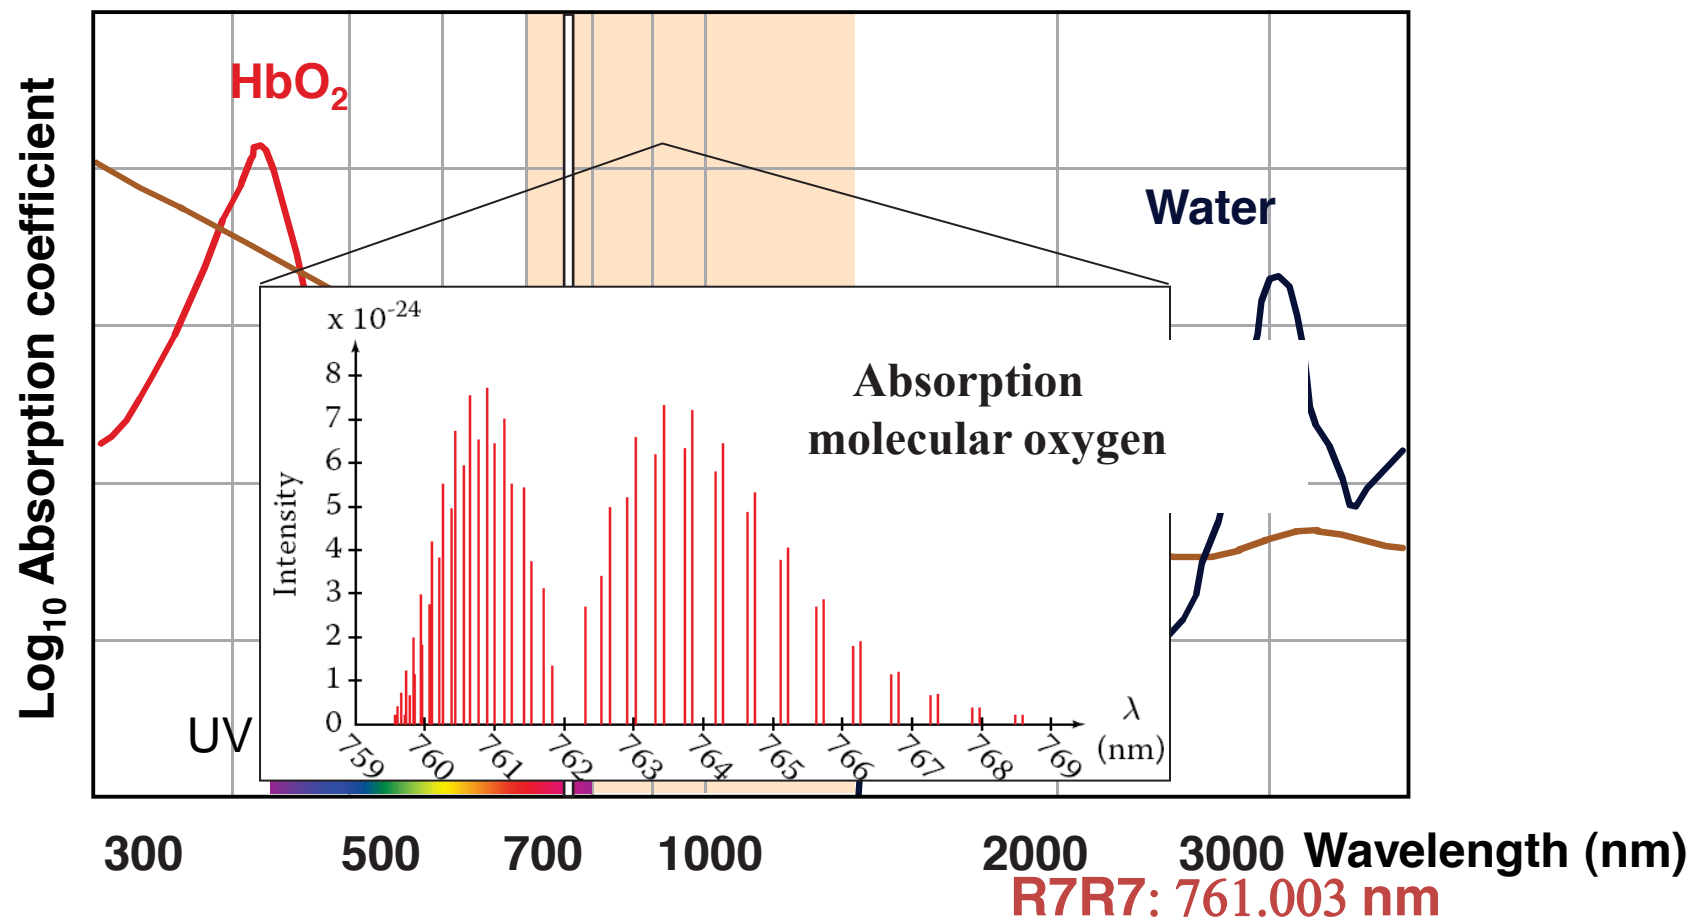 Log10 Absorption coefficient
HbO2
Water
x 10-24
Absorption
molecular oxygen
Intensity
8
7
6
5
4
3
2
1
0
759 760 761 762 763 764 765 766 767 768 769
λ
(nm)
UV
300 500 700 1000 2000 3000 Wavelength (nm)
R7R7: 761.003 nm